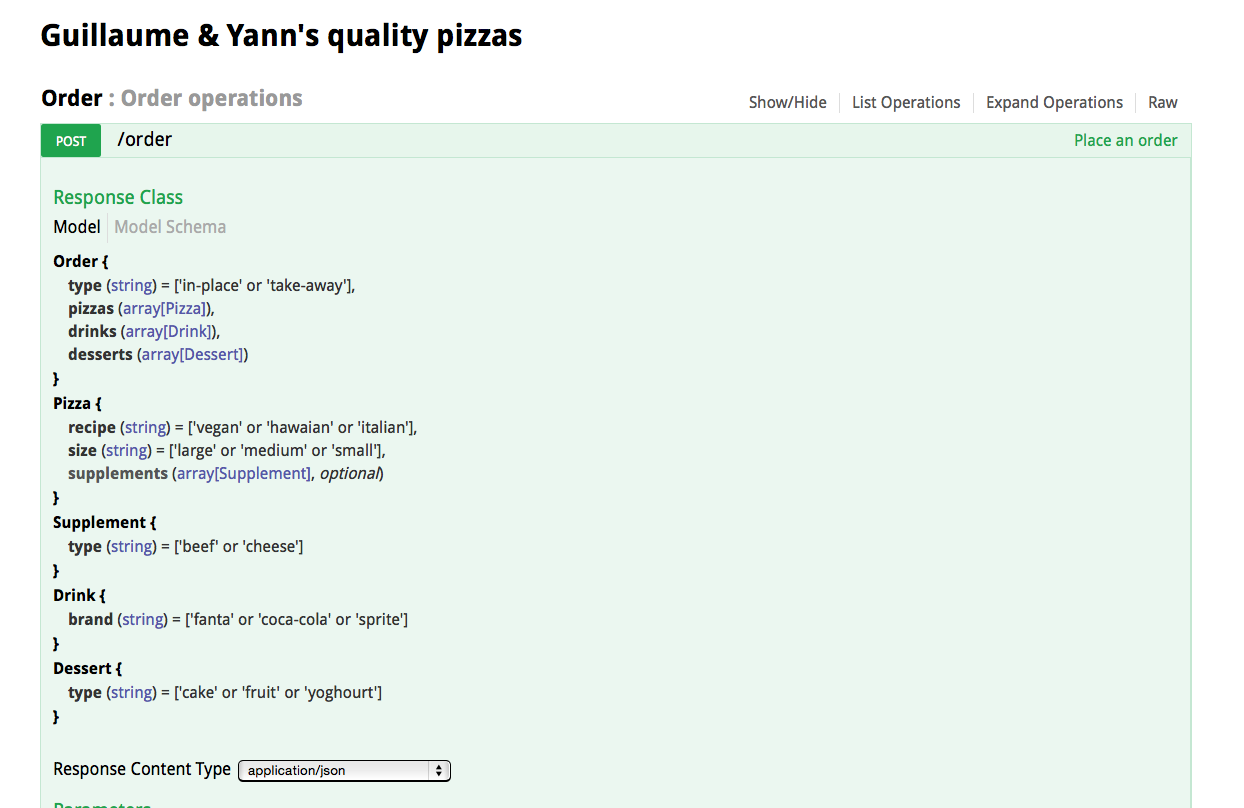 Guillaume & Yann's quality pizzas
Order : Order operations
Show/Hide
List Operations
Expand Operations
Raw
POST
/order
Place an order
Response Class
Model
Model Schema
Order {
type (string) = ['in-place' or 'take-away'],
pizzas (array[Pizza]),
drinks (array[Drink]),
desserts (array[Dessert])
}
Pizza {
recipe (string) = ['vegan' or 'hawaian' or 'italian'],
size (string) = ['large' or 'medium' or 'small'],
supplements (array[Supplement], optional)
}
Supplement {
type (string) = ['beef' or 'cheese']
}
Drink {
brand (string) = ['fanta' or 'coca-cola' or 'sprite']
}
Dessert {
type (string) = ['cake' or 'fruit' or 'yoghourt']
}
Response Content Type
application/json
Parameters